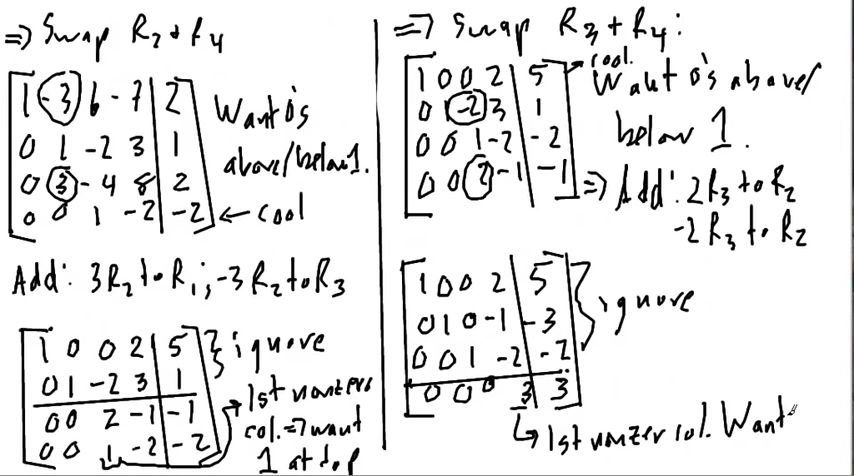 ⇒ Swap R2 + R4
1 -3 6 -7 | 2
0 1 -2 3 | 1
0 3 -4 8 | 2
0 0 1 -2 | -2
Want 0's
above/below 1.
← cool
Add: 3R2 to R1; -3R2 to R3
1 0 0 2 | 5
0 1 -2 3 | 1
0 0 2 -1 | -1
0 0 1 -2 | -2
ignore
1st nonzero
col. ⇒ want
1 at top
⇒ Swap R3 + R4:
1 0 0 2 | 5
0 1 -2 3 | 1
0 0 1 -2 | -2
0 0 2 -1 | -1
cool.
Want 0's above/
below 1.
⇒ Add: 2R3 to R2
-2R3 to R2
1 0 0 2 | 5
0 1 0 -1 | -3
0 0 1 -2 | -2
0 0 0 3 | 3
ignore
1st nonzer col. Want